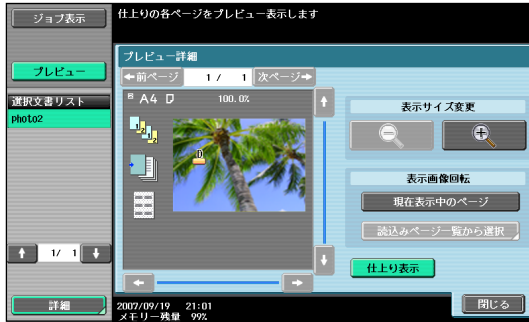 ジョブ表示
仕上りの各ページをプレビュー表示します
プレビュー
プレビュー詳細
←前ページ
1 / 1
次ページ→
選択文書リスト
photo2
A4
100.0%
表示サイズ変更
表示画像回転
現在表示中のページ
読込みページ一覧から選択
仕上り表示
1/ 1
詳細
2007/09/19 21:01
メモリー残量 99%
閉じる